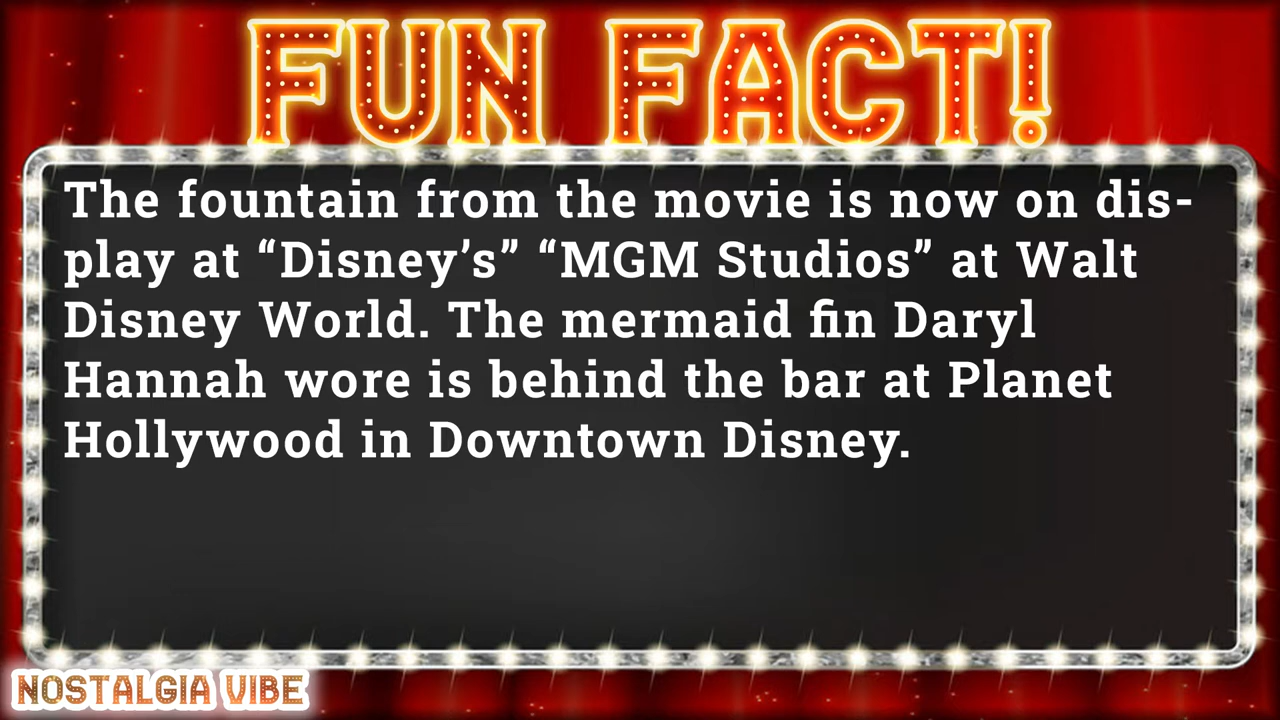 FUN FACT!
The fountain from the movie is now on dis-
play at “Disney’s” “MGM Studios” at Walt
Disney World. The mermaid fin Daryl
Hannah wore is behind the bar at Planet
Hollywood in Downtown Disney.
NOSTALGIA VIBE